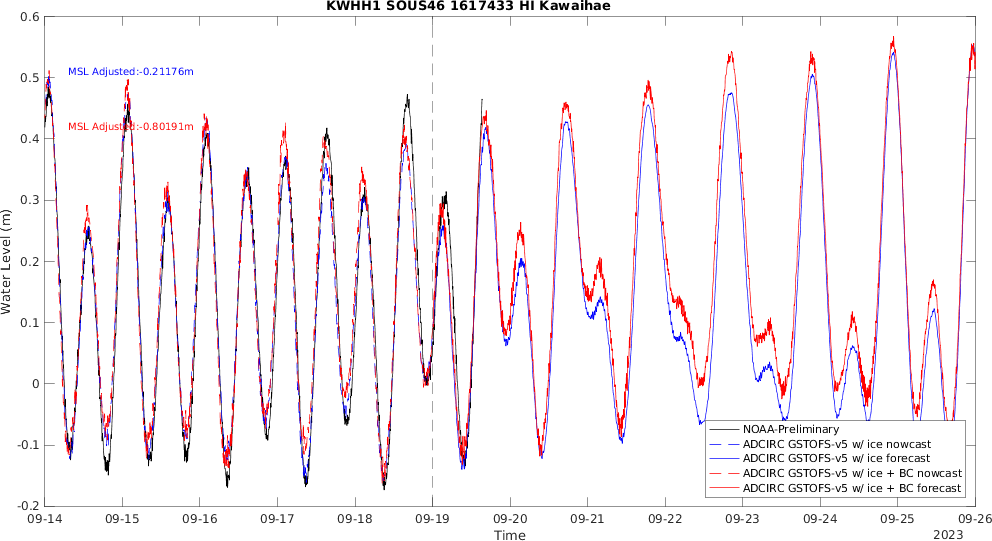 KWHH1 SOUS46 1617433 HI Kawaihae
0.6
0.5
0.4
0.3
0.2
0.1
0
-0.1
-0.2
Water Level (m)
MSL Adjusted:-0.21176m
MSL Adjusted:-0.80191m
NOAA-Preliminary
ADCIRC GSTOFS-v5 w/ ice nowcast
ADCIRC GSTOFS-v5 w/ ice forecast
ADCIRC GSTOFS-v5 w/ ice + BC nowcast
ADCIRC GSTOFS-v5 w/ ice + BC forecast
09-14 09-15 09-16 09-17 09-18 09-19 09-20 09-21 09-22 09-23 09-24 09-25 09-26
Time
2023